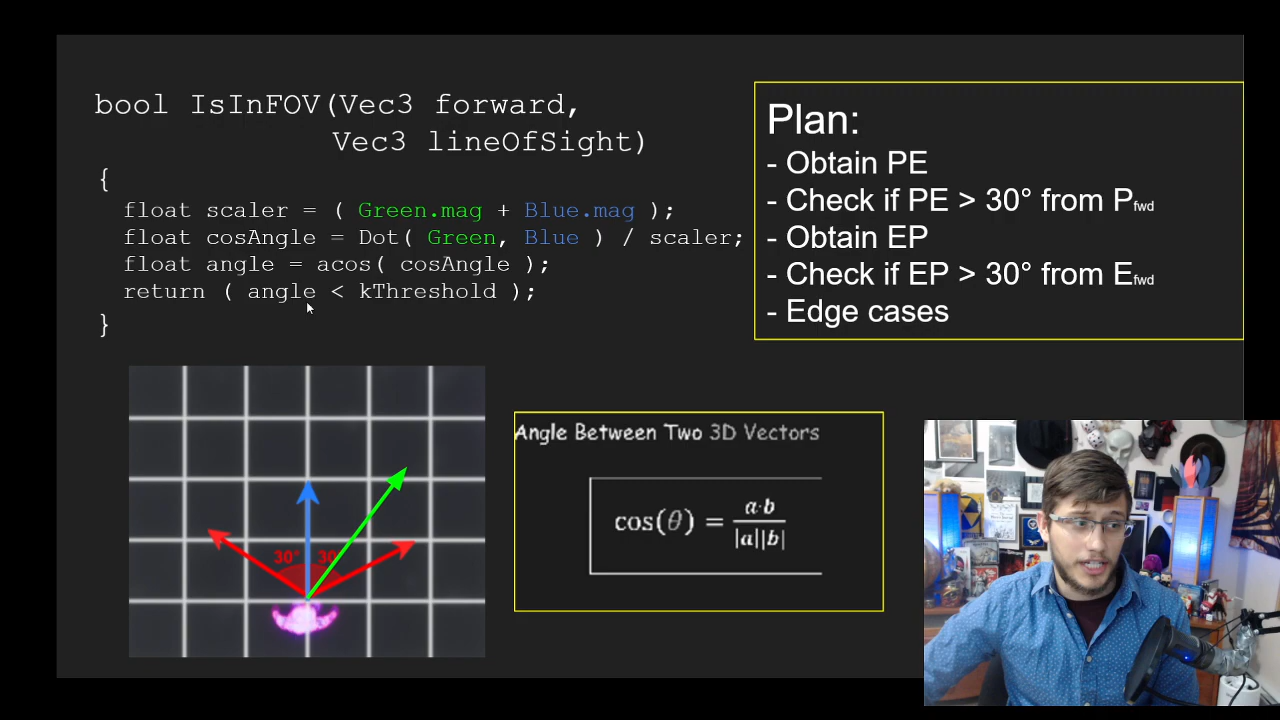 bool IsInFOV(Vec3 forward,
Vec3 lineOfSight)
{
float scaler = ( Green.mag + Blue.mag );
float cosAngle = Dot( Green, Blue ) / scaler;
float angle = acos( cosAngle );
return ( angle < kThreshold );
}
Plan:
- Obtain PE
- Check if PE > 30° from Pfwd
- Obtain EP
- Check if EP > 30° from Efwd
- Edge cases
30° 30
Angle Between Two 3D Vectors
cos(θ) = a·b
|a||b|